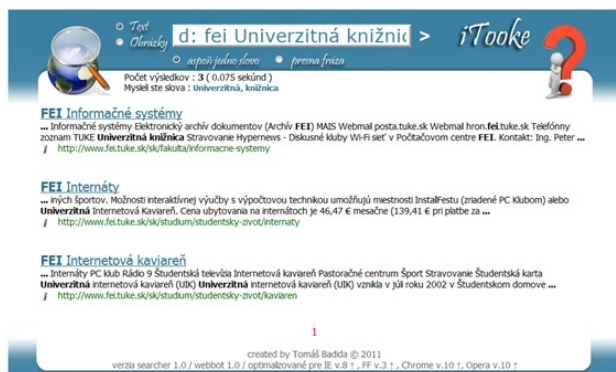 Text
Obrázky
d: fei Univerzitná knižnic >
iTooke
aspoň jedno slovo presna fráza
Počet výsledkov : 3 ( 0.075 sekúnd )
Mysleli ste slova : Univerzitná, knižnica
FEI Informačné systémy
... Informačné systémy Elektronický archív dokumentov (Archív FEI) MAIS Webmail posta.tuke.sk Webmail hron.fei.tuke.sk Telefónny
zoznam TUKE Univerzitná knižnica Stravovanie Hypernews - Diskusné kluby Wi-Fi sieť v Počítačovom centre FEI. Kontakt: Ing. Peter ...
i http://www.fei.tuke.sk/sk/fakulta/informacne-systemy
FEI Internáty
... iných športov. Možnosti interaktívnej výučby s výpočtovou technikou umožňujú miestnosti InstallFestu (zriadené PC Klubom) alebo
Univerzitná Internetová Kaviareň. Cena ubytovania na internátoch je 46,47 € mesačne (139,41 € pri platbe za ...
i http://www.fei.tuke.sk/sk/studium/studentsky-zivot/internaty
FEI Internetová kaviareň
... Internáty PC klub Rádio 9 Študentská televízia Internetová kaviareň Pastoračné centrum Šport Stravovanie Študentská karta
Univerzitná internetová kaviareň (UIK) Univerzitná internetová kaviareň (UIK) vznikla v júli roku 2002 v Študentskom domove ...
i http://www.fei.tuke.sk/sk/studium/studentsky-zivot/kaviaren
1
created by Tomáš Badida © 2011
verzia searcher 1.0 / webbot 1.0 / optimalizované pre IE v.8 ↑ , FF v.3 ↑ , Chrome v.10 ↑, Opera v.10 ↑